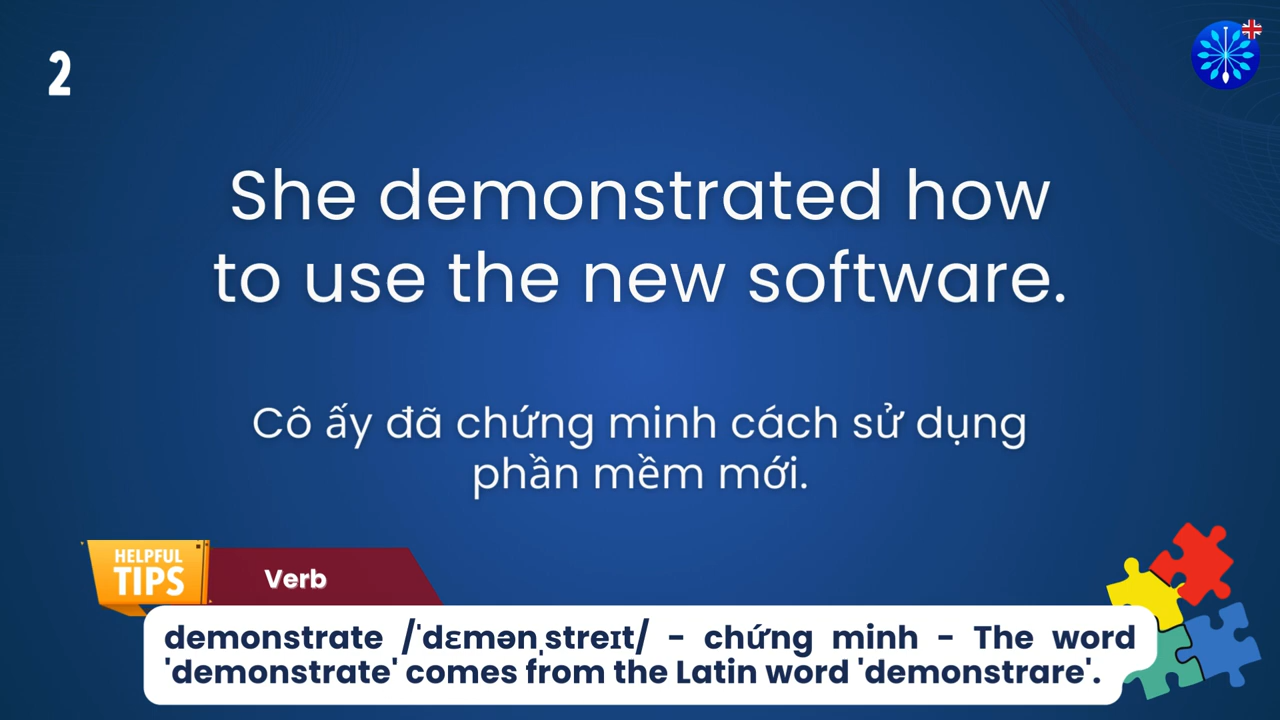 2
She demonstrated how
to use the new software.
Cô ấy đã chứng minh cách sử dụng
phần mềm mới.
HELPFUL
TIPS
Verb
demonstrate /ˈdɛmənˌstreɪt/ - chứng minh - The word
'demonstrate' comes from the Latin word 'demonstrare'.